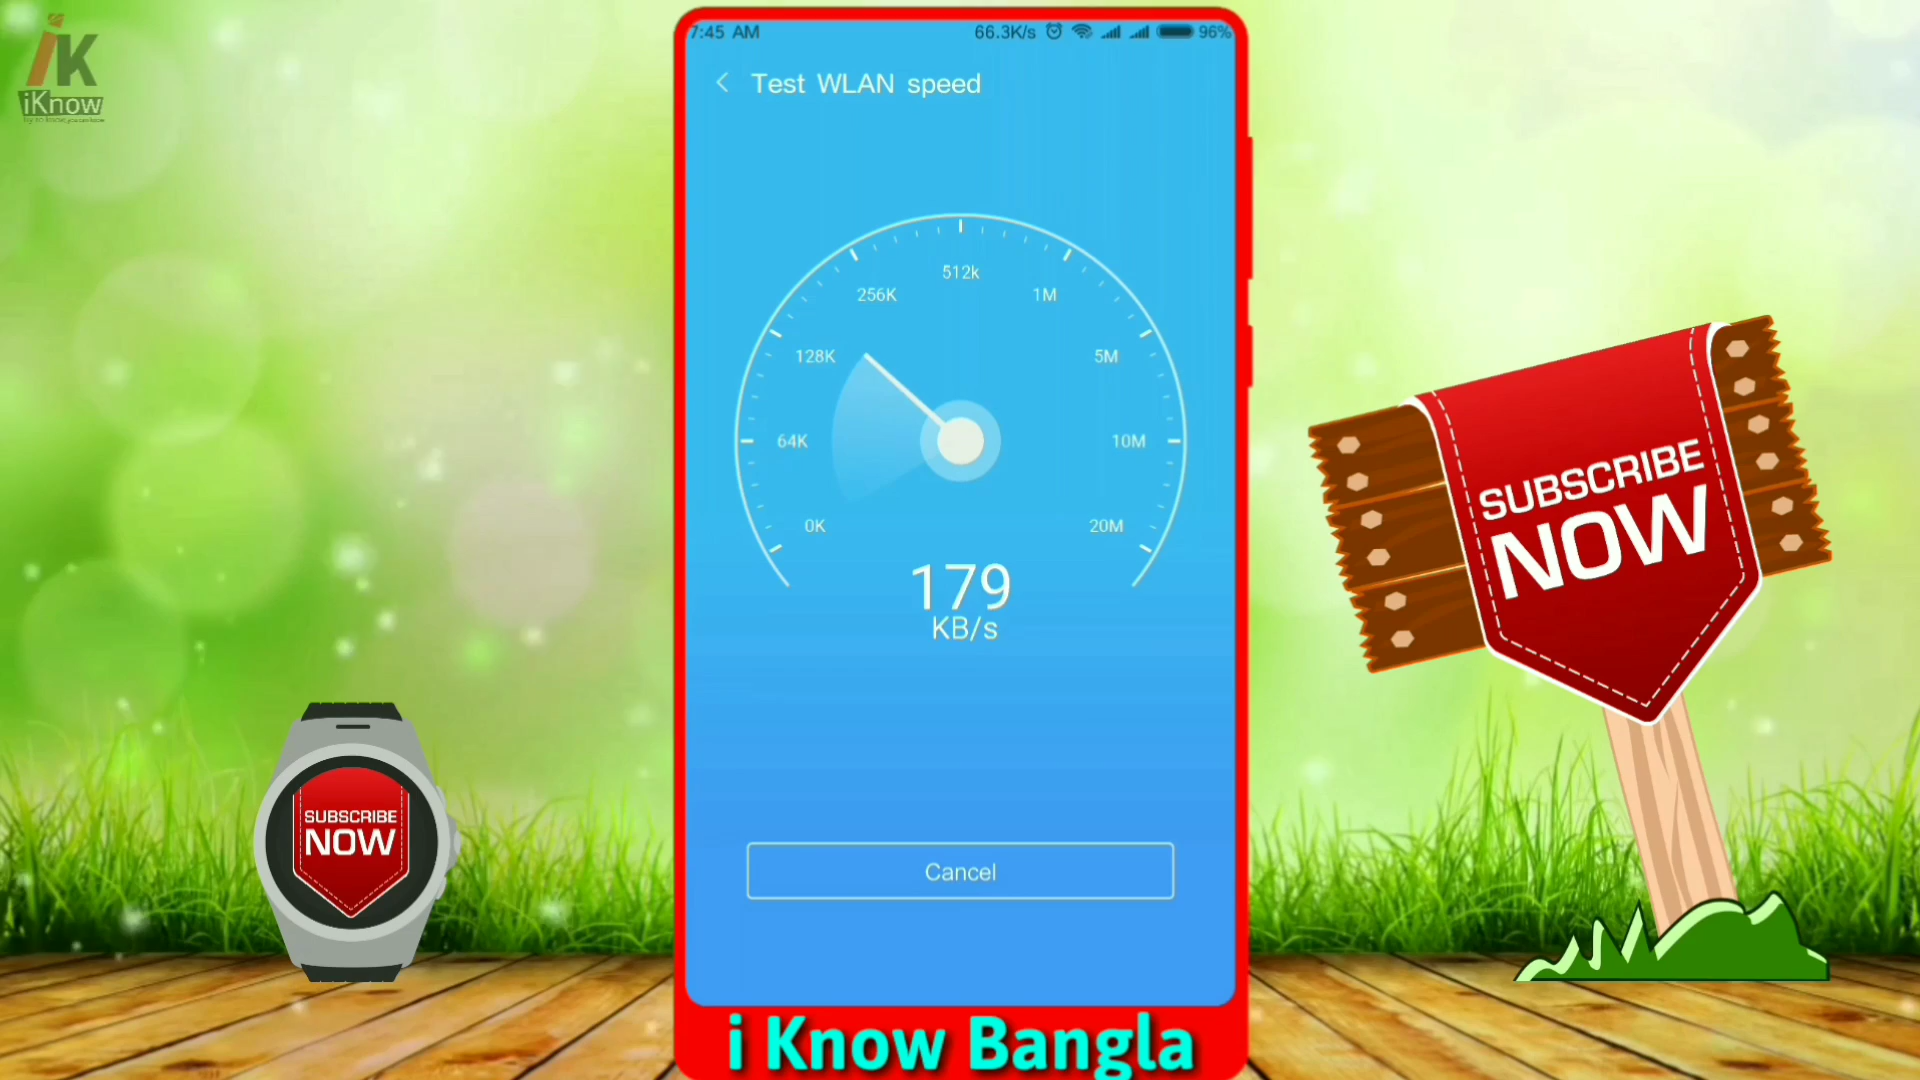 iK
iKnow
7:45 AM 66.3K/s 96%
Test WLAN speed
512k
256K 1M
128K 5M
64K 10M
0K 20M
179
KB/s
Cancel
i Know Bangla
SUBSCRIBE
NOW
SUBSCRIBE
NOW